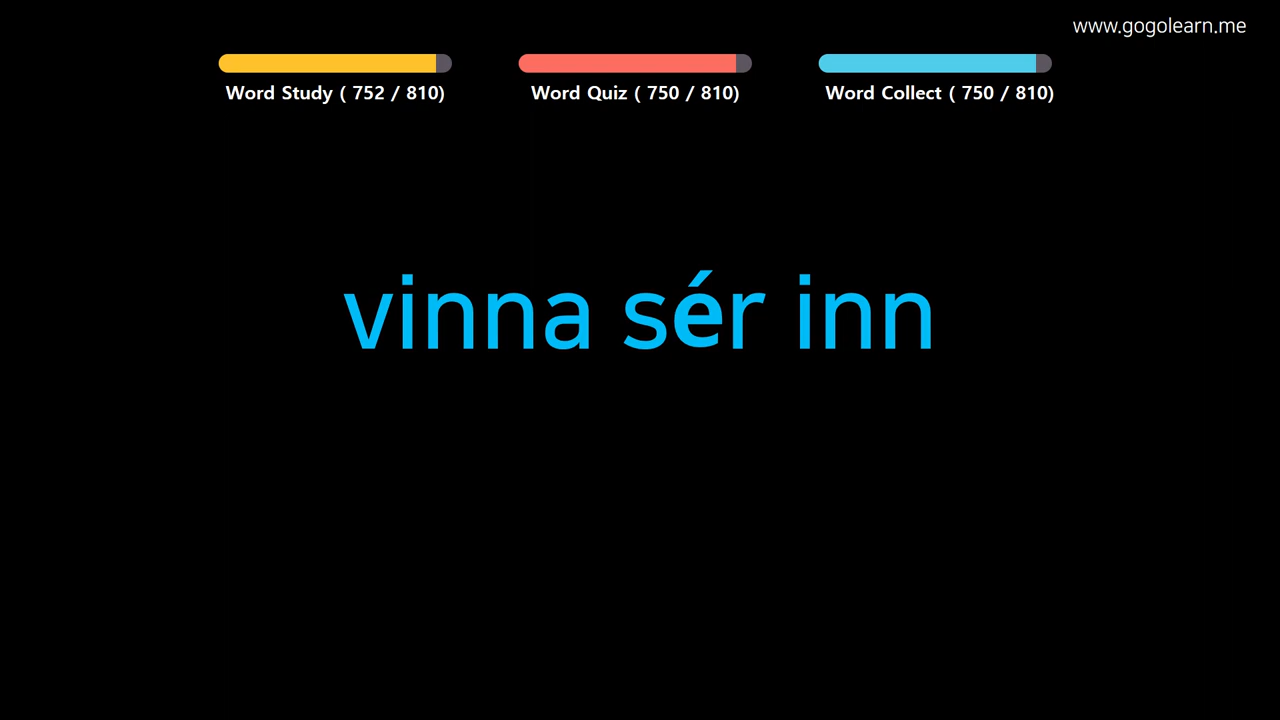 www.gogolearn.me
Word Study ( 752 / 810)
Word Quiz ( 750 / 810)
Word Collect ( 750 / 810)
vinna sér inn